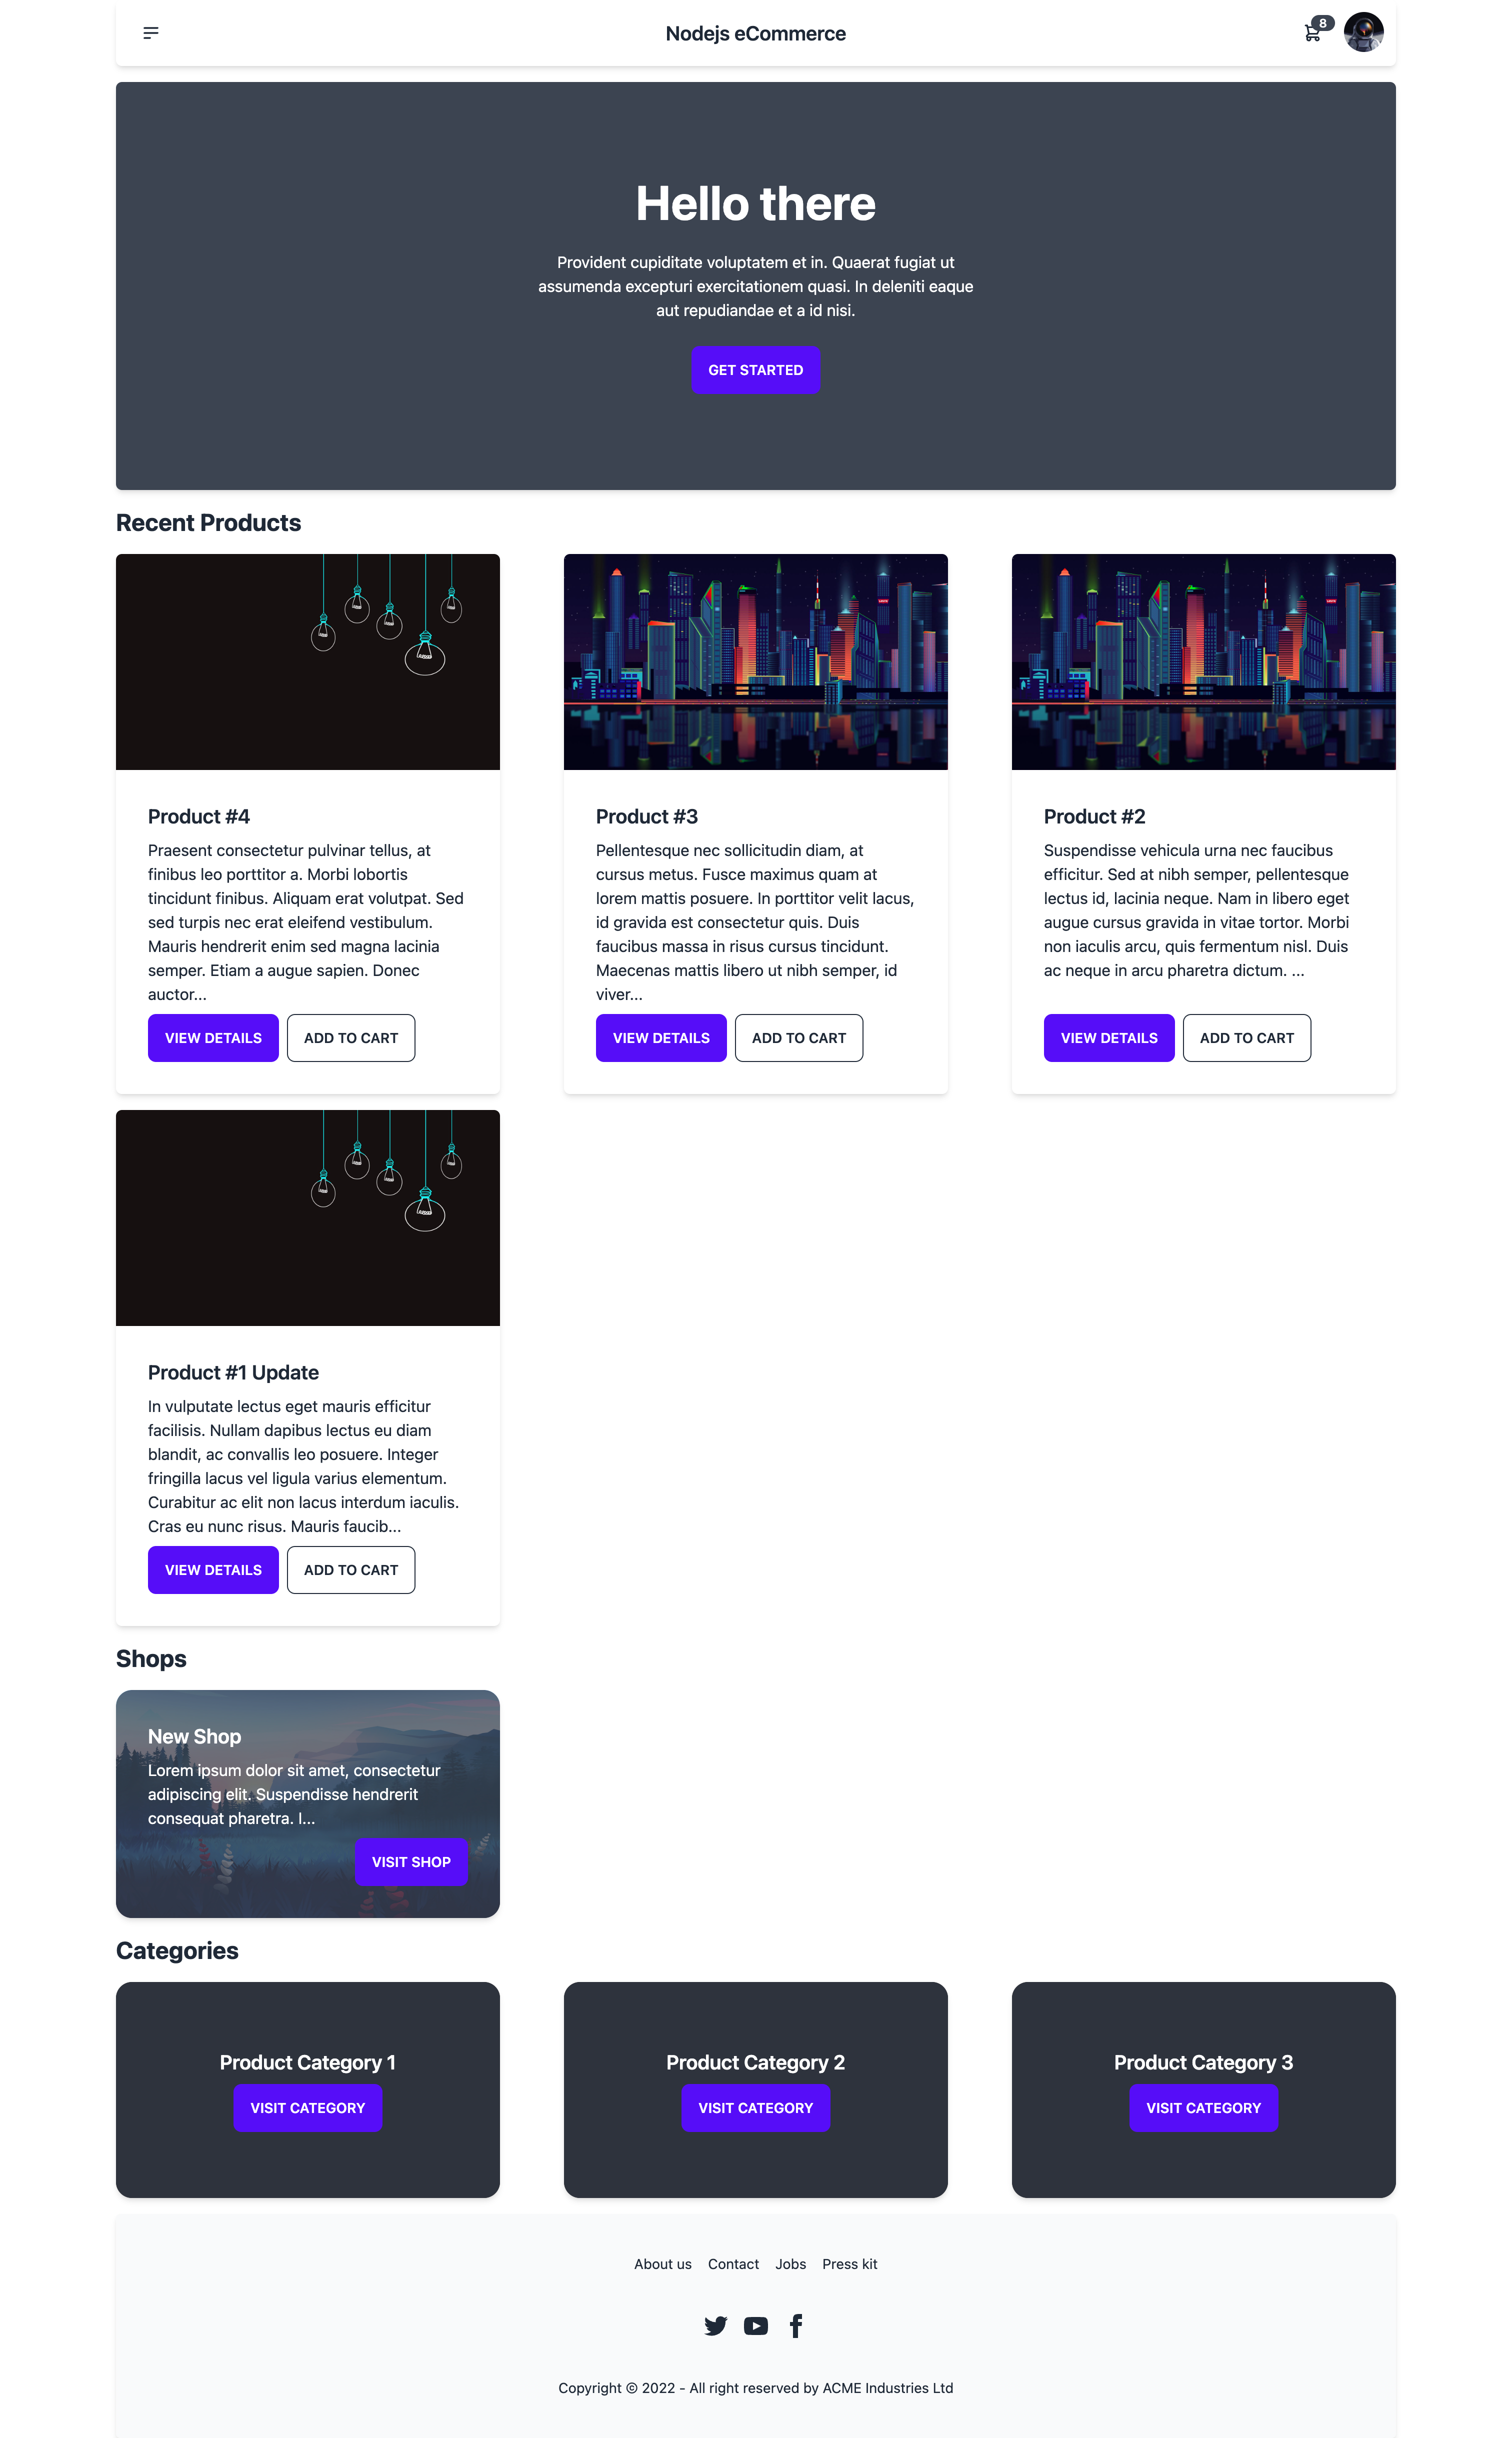 Nodejs eCommerce
8
Hello there
Provident cupiditate voluptatem et in. Quaerat fugiat ut
assumenda excepturi exercitationem quasi. In deleniti eaque
aut repudiandae et a id nisi.
GET STARTED
Recent Products
Product #4
Praesent consectetur pulvinar tellus, at
finibus leo porttitor a. Morbi lobortis
tincidunt finibus. Aliquam erat volutpat. Sed
sed turpis nec erat eleifend vestibulum.
Mauris hendrerit enim sed magna lacinia
semper. Etiam a augue sapien. Donec
auctor...
VIEW DETAILS
ADD TO CART
Product #3
Pellentesque nec sollicitudin diam, at
cursus metus. Fusce maximus quam at
lorem mattis posuere. In porttitor velit lacus,
id gravida est consectetur quis. Duis
faucibus massa in risus cursus tincidunt.
Maecenas mattis libero ut nibh semper, id
viver...
VIEW DETAILS
ADD TO CART
Product #2
Suspendisse vehicula urna nec faucibus
efficitur. Sed at nibh semper, pellentesque
lectus id, lacinia neque. Nam in libero eget
augue cursus gravida in vitae tortor. Morbi
non iaculis arcu, quis fermentum nisl. Duis
ac neque in arcu pharetra dictum. ...
VIEW DETAILS
ADD TO CART
Product #1 Update
In vulputate lectus eget mauris efficitur
facilisis. Nullam dapibus lectus eu diam
blandit, ac convallis leo posuere. Integer
fringilla lacus vel ligula varius elementum.
Curabitur ac elit non lacus interdum iaculis.
Cras eu nunc risus. Mauris faucib...
VIEW DETAILS
ADD TO CART
Shops
New Shop
Lorem ipsum dolor sit amet, consectetur
adipiscing elit. Suspendisse hendrerit
consequat pharetra. I...
VISIT SHOP
Categories
Product Category 1
VISIT CATEGORY
Product Category 2
VISIT CATEGORY
Product Category 3
VISIT CATEGORY
About us Contact Jobs Press kit
Copyright © 2022 - All right reserved by ACME Industries Ltd